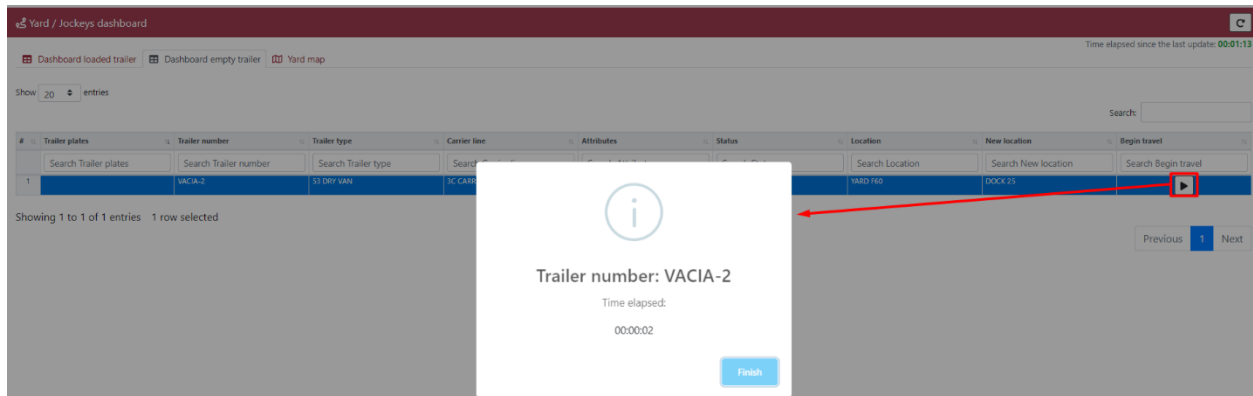 Yard / Jockeys dashboard
Time elapsed since the last update: 00:01:13
Dashboard loaded trailer Dashboard empty trailer Yard map
Show 20 entries
Search:
# Trailer plates Trailer number Trailer type Carrier line Attributes Status Location New location Begin travel
Search Trailer plates Search Trailer number Search Trailer type Search Search Location Search New location Search Begin travel
1 VACIA-2 53 DRY VAN 3C CARR YARD F60 DOCK 25
Showing 1 to 1 of 1 entries 1 row selected
Previous 1 Next
i
Trailer number: VACIA-2
Time elapsed:
00:00:02
Finish